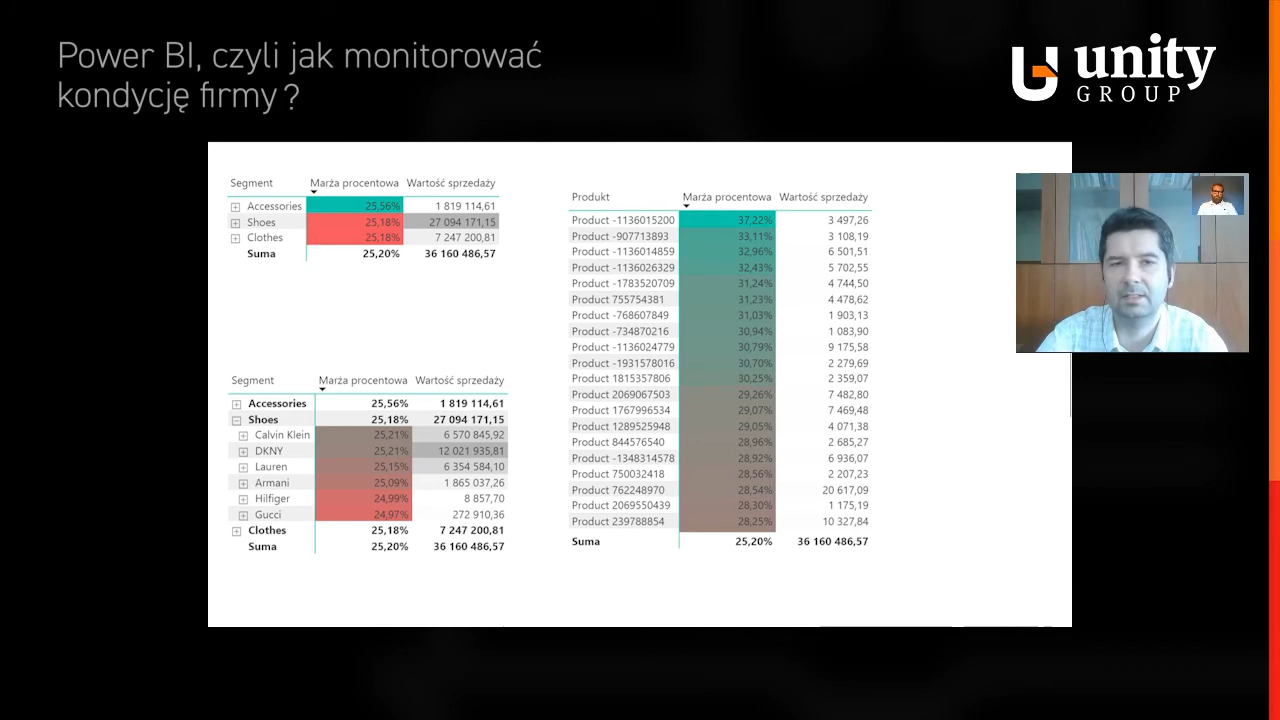 Power BI, czyli jak monitorować
kondycję firmy ?
unity
GROUP
Segment Marża procentowa Wartość sprzedaży
Accessories 25,56% 1 819 114,61
Shoes 25,18% 27 094 171,15
Clothes 25,18% 7 247 200,81
Suma 25,20% 36 160 486,57
Segment Marża procentowa Wartość sprzedaży
Accessories 25,56% 1 819 114,61
Shoes 25,18% 27 094 171,15
Calvin Klein 25,21% 6 570 845,92
DKNY 25,21% 12 021 935,81
Lauren 25,15% 6 354 584,10
Armani 25,09% 1 865 037,26
Hilfiger 24,99% 8 857,70
Gucci 24,97% 272 910,36
Clothes 25,18% 7 247 200,81
Suma 25,20% 36 160 486,57
Produkt Marża procentowa Wartość sprzedaży
Product -1136015200 37,22% 3 497,26
Product -907713893 33,11% 3 108,19
Product -1136014859 32,96% 6 501,51
Product -1136026329 32,43% 5 702,55
Product -1783520709 31,24% 4 744,50
Product 755754381 31,23% 4 478,62
Product -768607849 31,03% 1 903,13
Product -734870216 30,94% 1 083,90
Product -1136024779 30,79% 9 175,58
Product -1931578016 30,70% 2 279,69
Product 1815357806 30,25% 2 359,07
Product 2069067503 29,26% 7 482,80
Product 1767996534 29,07% 7 469,48
Product 1289525948 29,05% 4 071,38
Product 844576540 28,96% 2 685,27
Product -1348314578 28,92% 6 936,07
Product 750032418 28,56% 2 207,23
Product 762248970 28,54% 20 617,09
Product 2069550439 28,30% 1 175,19
Product 239788854 28,25% 10 327,84
Suma 25,20% 36 160 486,57